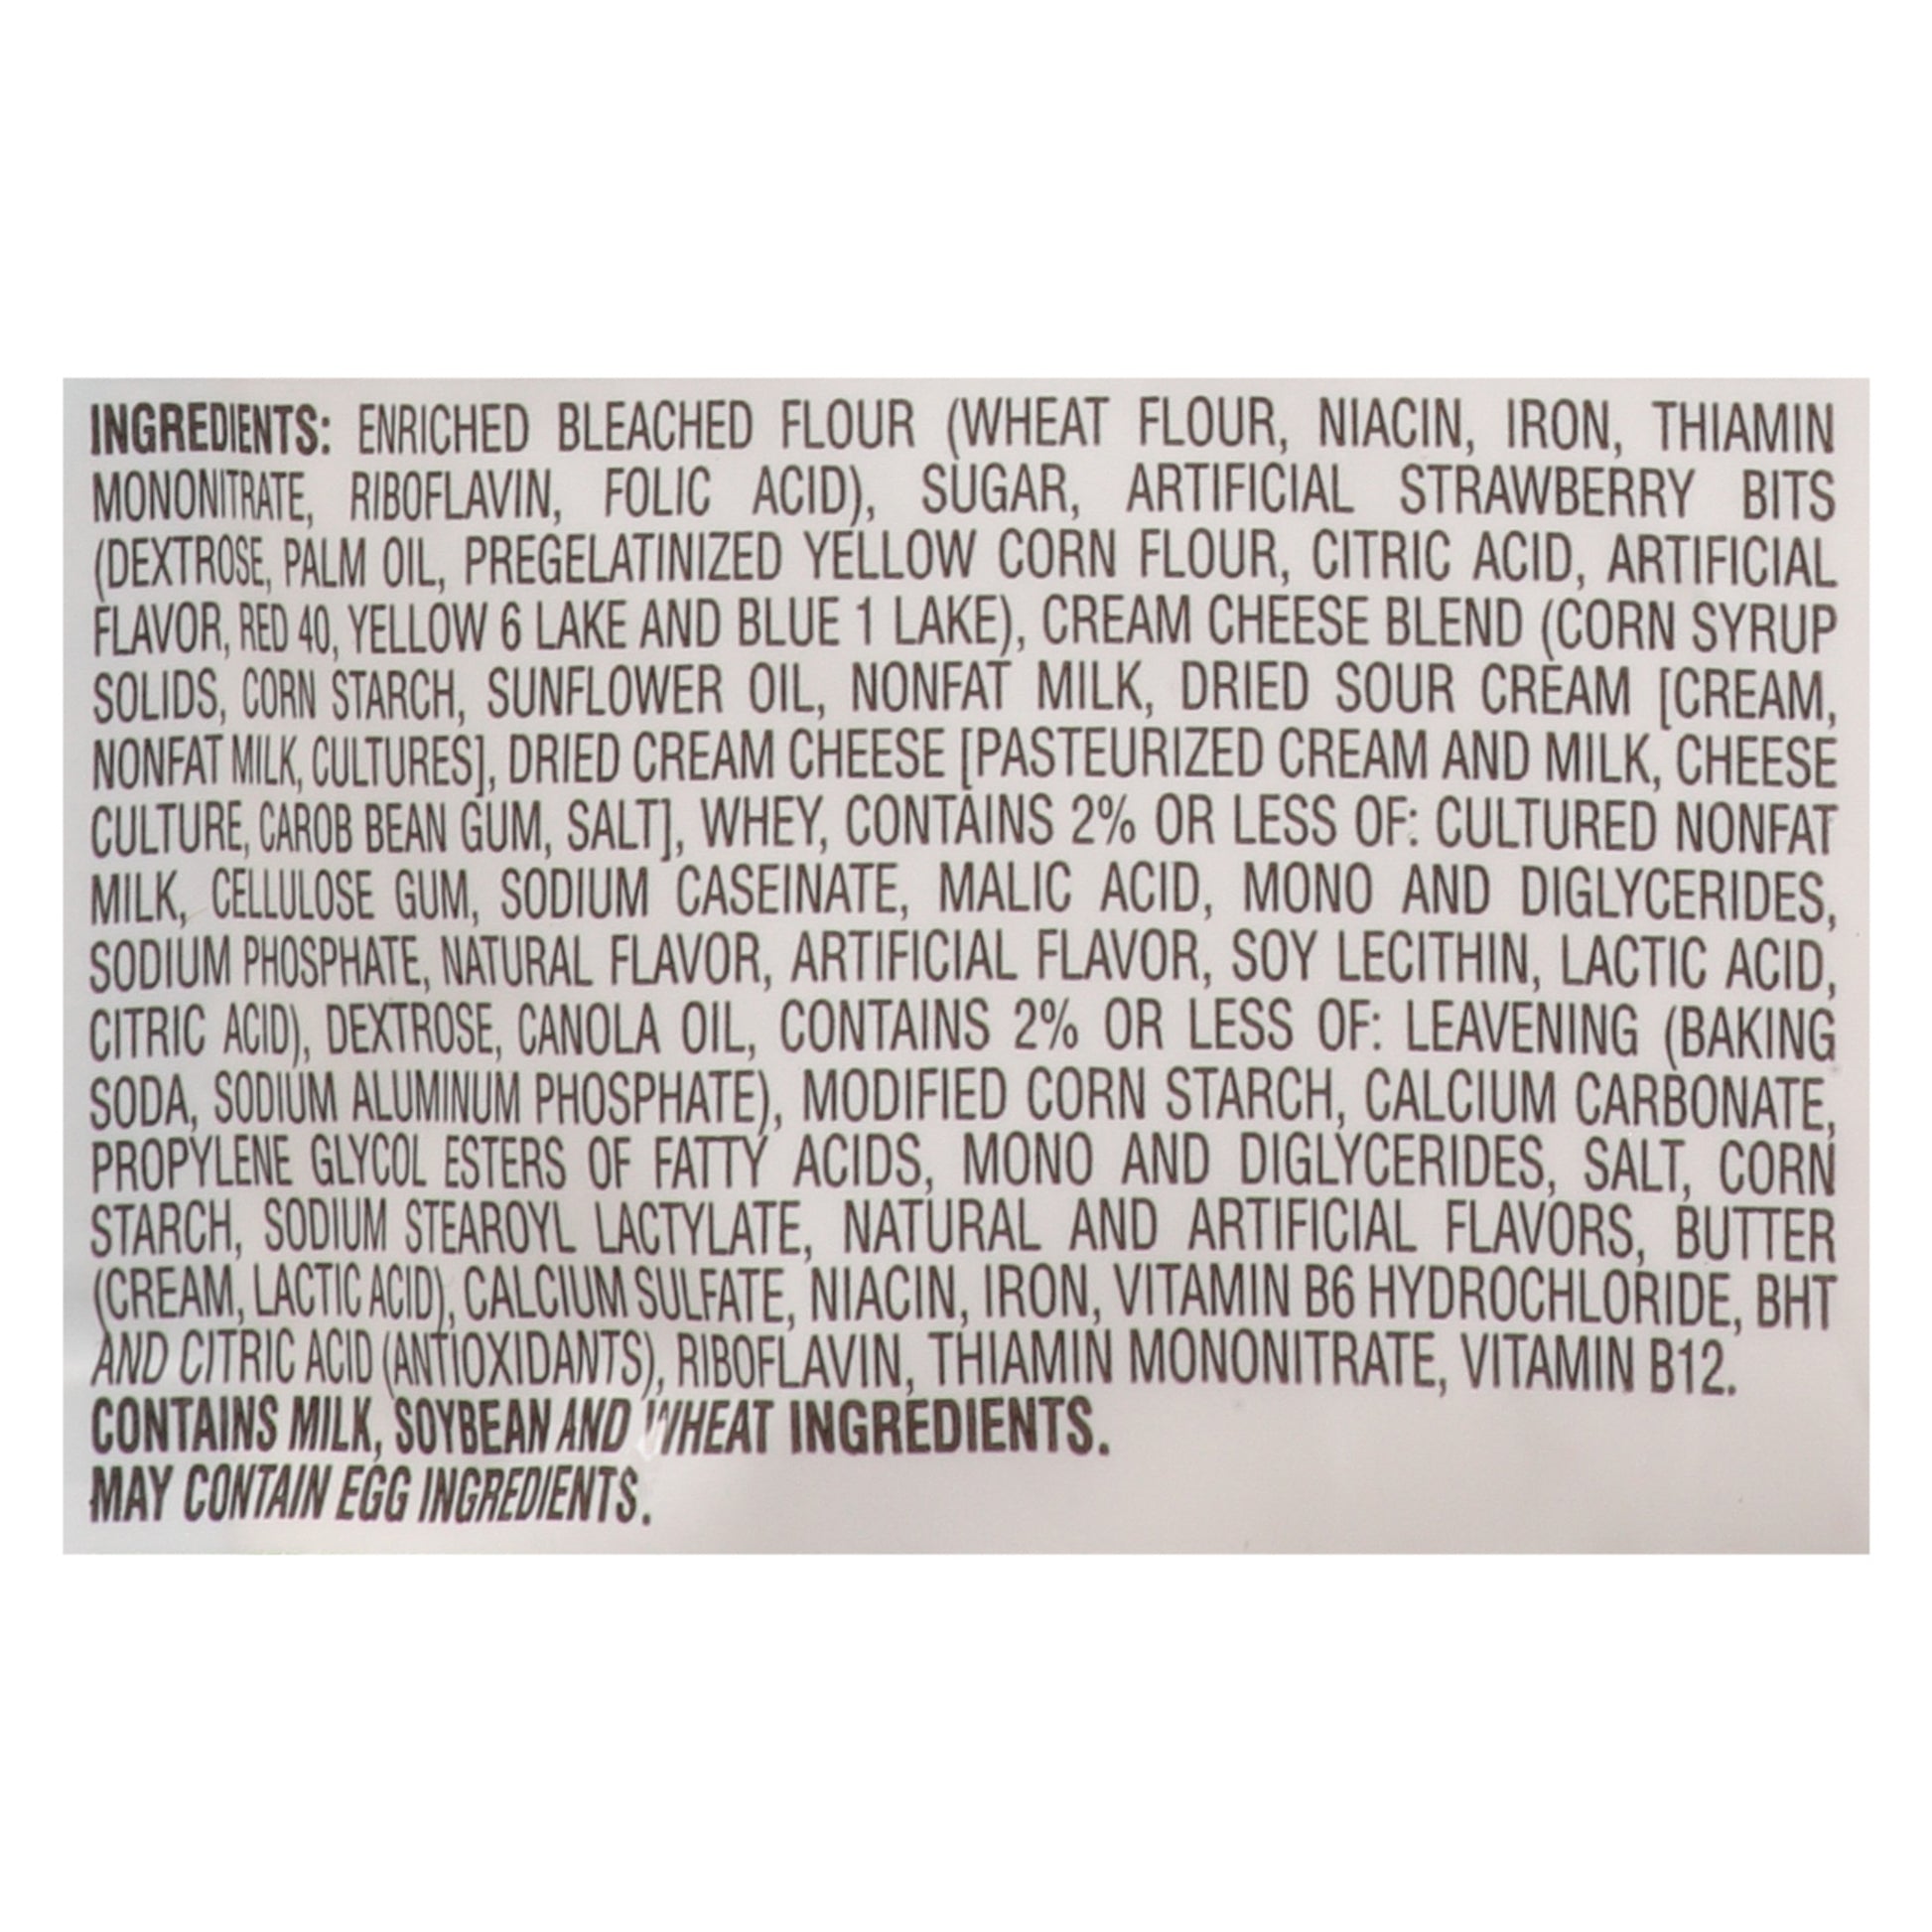 INGREDIENTS: ENRICHED BLEACHED FLOUR (WHEAT FLOUR, NIACIN, IRON, THIAMIN
MONONITRATE, RIBOFLAVIN, FOLIC ACID), SUGAR, ARTIFICIAL STRAWBERRY BITS
(DEXTROSE, PALM OIL, PREGELATINIZED YELLOW CORN FLOUR, CITRIC ACID, ARTIFICIAL
FLAVOR, RED 40, YELLOW 6 LAKE AND BLUE 1 LAKE), CREAM CHEESE BLEND (CORN SYRUP
SOLIDS, CORN STARCH, SUNFLOWER OIL, NONFAT MILK, DRIED SOUR CREAM [CREAM,
NONFAT MILK, CULTURES], DRIED CREAM CHEESE [PASTEURIZED CREAM AND MILK, CHEESE
CULTURE, CAROB BEAN GUM, SALT], WHEY, CONTAINS 2% OR LESS OF: CULTURED NONFAT
MILK, CELLULOSE GUM, SODIUM CASEINATE, MALIC ACID, MONO AND DIGLYCERIDES,
SODIUM PHOSPHATE, NATURAL FLAVOR, ARTIFICIAL FLAVOR, SOY LECITHIN, LACTIC ACID,
CITRIC ACID), DEXTROSE, CANOLA OIL, CONTAINS 2% OR LESS OF: LEAVENING (BAKING
SODA, SODIUM ALUMINUM PHOSPHATE), MODIFIED CORN STARCH, CALCIUM CARBONATE,
PROPYLENE GLYCOL ESTERS OF FATTY ACIDS, MONO AND DIGLYCERIDES, SALT, CORN
STARCH, SODIUM STEAROYL LACTYLATE, NATURAL AND ARTIFICIAL FLAVORS, BUTTER
(CREAM, LACTIC ACID), CALCIUM SULFATE, NIACIN, IRON, VITAMIN B6 HYDROCHLORIDE, BHT
AND CITRIC ACID (ANTIOXIDANTS), RIBOFLAVIN, THIAMIN MONONITRATE, VITAMIN B12.
CONTAINS MILK, SOYBEAN AND WHEAT INGREDIENTS.
MAY CONTAIN EGG INGREDIENTS.